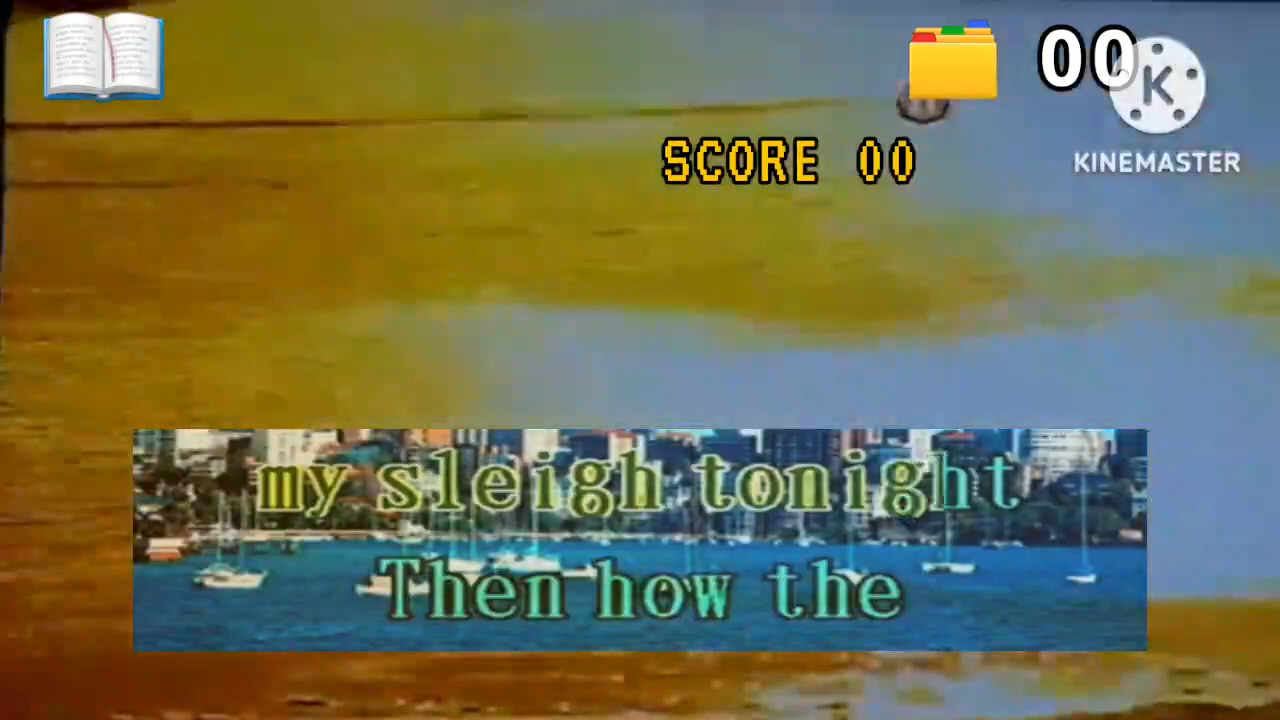 00
K
KINEMASTER
SCORE 00
my sleigh tonight
Then how the